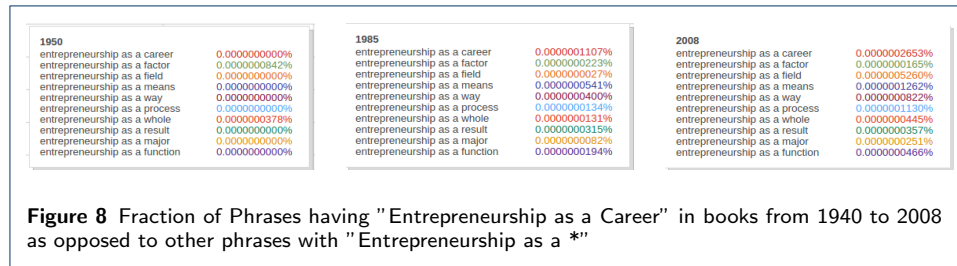 1950
entrepreneurship as a career 0.0000000000%
entrepreneurship as a factor 0.0000000842%
entrepreneurship as a field 0.0000000000%
entrepreneurship as a means 0.0000000000%
entrepreneurship as a way 0.0000000000%
entrepreneurship as a process 0.0000000000%
entrepreneurship as a whole 0.0000000378%
entrepreneurship as a result 0.0000000000%
entrepreneurship as a major 0.0000000000%
entrepreneurship as a function 0.0000000000%
1985
entrepreneurship as a career 0.0000001107%
entrepreneurship as a factor 0.0000000223%
entrepreneurship as a field 0.0000000027%
entrepreneurship as a means 0.0000000541%
entrepreneurship as a way 0.0000000400%
entrepreneurship as a process 0.0000000134%
entrepreneurship as a whole 0.0000000131%
entrepreneurship as a result 0.0000000315%
entrepreneurship as a major 0.0000000082%
entrepreneurship as a function 0.0000000194%
2008
entrepreneurship as a career 0.0000002653%
entrepreneurship as a factor 0.0000000165%
entrepreneurship as a field 0.0000005260%
entrepreneurship as a means 0.0000001262%
entrepreneurship as a way 0.0000000822%
entrepreneurship as a process 0.0000001130%
entrepreneurship as a whole 0.0000000445%
entrepreneurship as a result 0.0000000357%
entrepreneurship as a major 0.0000000251%
entrepreneurship as a function 0.0000000466%
Figure 8 Fraction of Phrases having "Entrepreneurship as a Career" in books from 1940 to 2008
as opposed to other phrases with "Entrepreneurship as a *"